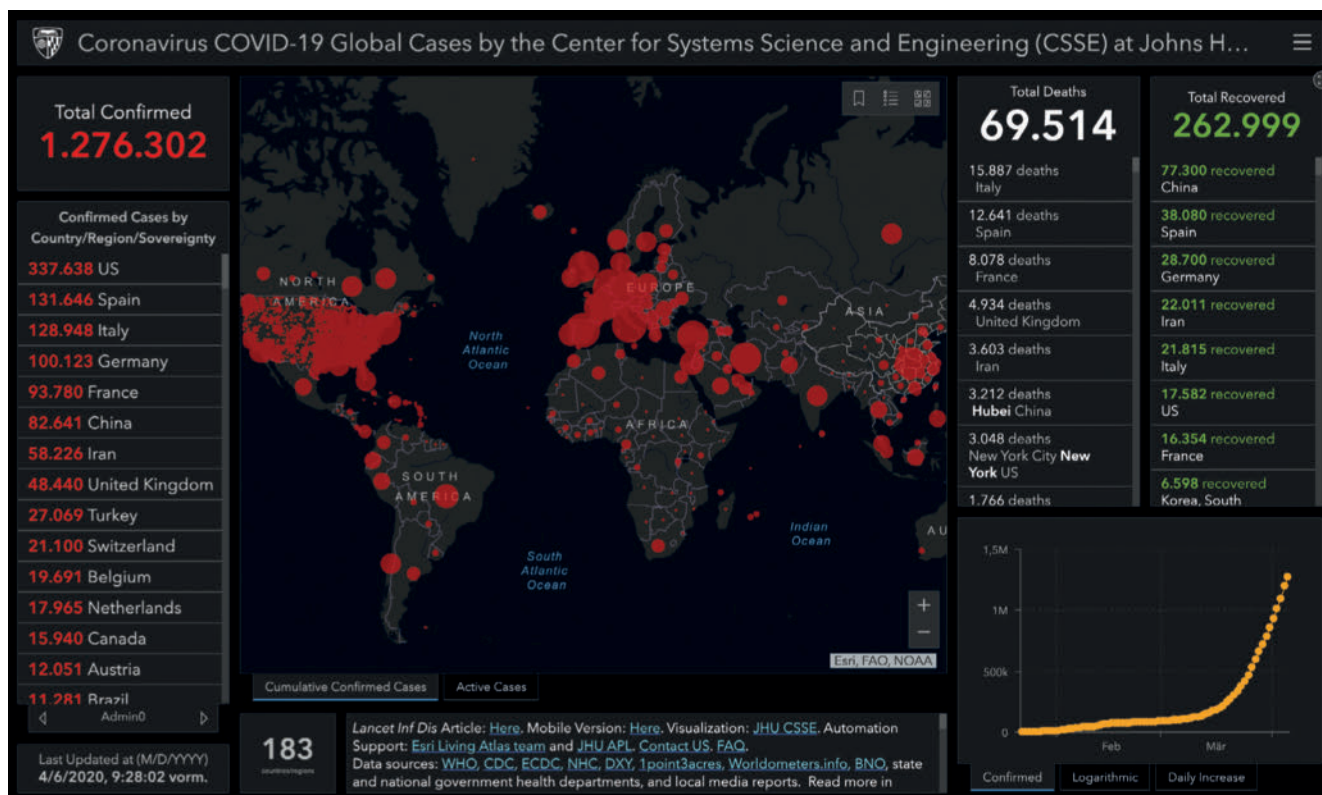 Coronavirus COVID-19 Global Cases by the Center for Systems Science and Engineering (CSSE) at Johns H...
Total Confirmed
1.276.302
Confirmed Cases by
Country/Region/Sovereignty
337.638 US
131.646 Spain
128.948 Italy
100.123 Germany
93.780 France
82.641 China
58.226 Iran
48.440 United Kingdom
27.069 Turkey
21.100 Switzerland
19.691 Belgium
17.965 Netherlands
15.940 Canada
12.051 Austria
11.281 Brazil
Admin0
Last Updated at (M/D/YYYY)
4/6/2020, 9:28:02 vorm.
NORTH
AMERICA
EUROPE
ASIA
North
Atlantic
Ocean
AFRICA
SOUTH
AMERICA
Indian
Ocean
AU
South
Atlantic
Ocean
+
−
Esri, FAO, NOAA
Cumulative Confirmed Cases
Active Cases
183
countries/regions
Lancet Inf Dis Article: Here. Mobile Version: Here. Visualization: JHU CSSE. Automation
Support: Esri Living Atlas team and JHU APL. Contact US. FAQ.
Data sources: WHO, CDC, ECDC, NHC, DXY, 1point3acres, Worldometers.info, BNO, state
and national government health departments, and local media reports. Read more in
Total Deaths
69.514
15.887 deaths
Italy
12.641 deaths
Spain
8.078 deaths
France
4.934 deaths
United Kingdom
3.603 deaths
Iran
3.212 deaths
Hubei China
3.048 deaths
New York City New
York US
1.766 deaths
Total Recovered
262.999
77.300 recovered
China
38.080 recovered
Spain
28.700 recovered
Germany
22.011 recovered
Iran
21.815 recovered
Italy
17.582 recovered
US
16.354 recovered
France
6.598 recovered
Korea, South
1,5M
1M
500k
0
Feb
Mär
Confirmed
Logarithmic
Daily Increase